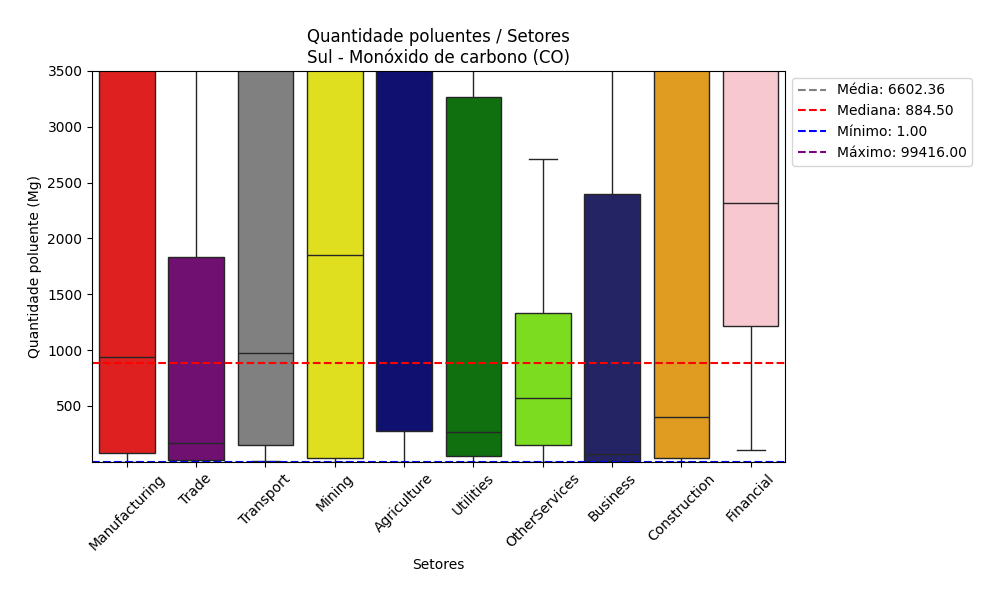 Quantidade poluentes / Setores
Sul - Monóxido de carbono (CO)
Quantidade poluente (Mg)
3500
3000
2500
2000
1500
1000
500
Manufacturing
Trade
Transport
Mining
Agriculture
Utilities
OtherServices
Business
Construction
Financial
Setores
Média: 6602.36
Mediana: 884.50
Mínimo: 1.00
Máximo: 99416.00